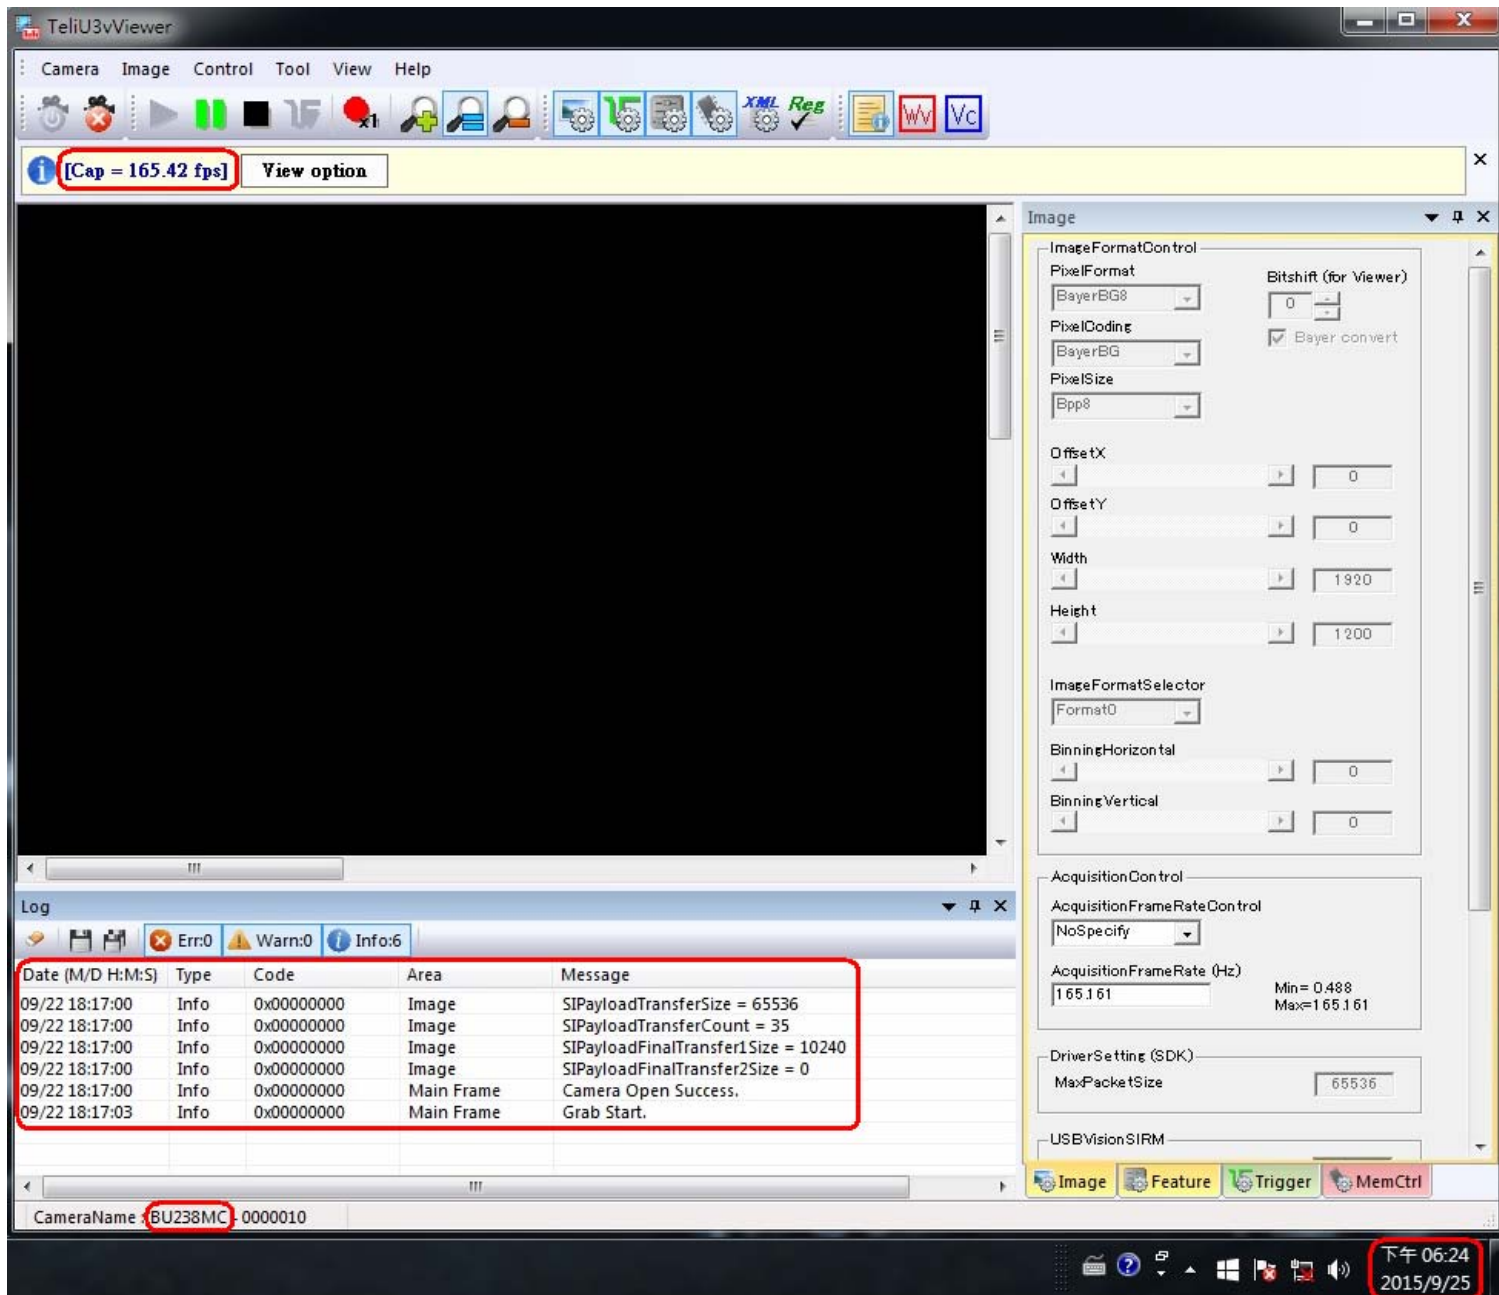 TeliU3vViewer
Camera Image Control Tool View Help
x1 XML Reg Wv Vc
[Cap = 165.42 fps] View option
Image
ImageFormatControl
PixelFormat
Bitshift (for Viewer)
BayerBG8
0
PixelCoding
Bayer convert
BayerBG
PixelSize
Bpp8
OffsetX
0
OffsetY
0
Width
1920
Height
1200
ImageFormatSelector
Format0
BinningHorizontal
0
BinningVertical
0
AcquisitionControl
AcquisitionFrameRateControl
NoSpecify
AcquisitionFrameRate (Hz)
165.161
Min= 0.488
Max=165.161
DriverSetting (SDK)
MaxPacketSize 65536
USBVisionSIRM
Image Feature Trigger MemCtrl
Log
Err:0 Warn:0 Info:6
Date (M/D H:M:S) Type Code Area Message
09/22 18:17:00 Info 0x00000000 Image SIPayloadTransferSize = 65536
09/22 18:17:00 Info 0x00000000 Image SIPayloadTransferCount = 35
09/22 18:17:00 Info 0x00000000 Image SIPayloadFinalTransfer1Size = 10240
09/22 18:17:00 Info 0x00000000 Image SIPayloadFinalTransfer2Size = 0
09/22 18:17:00 Info 0x00000000 Main Frame Camera Open Success.
09/22 18:17:03 Info 0x00000000 Main Frame Grab Start.
CameraName : BU238MC - 0000010
下午 06:24
2015/9/25